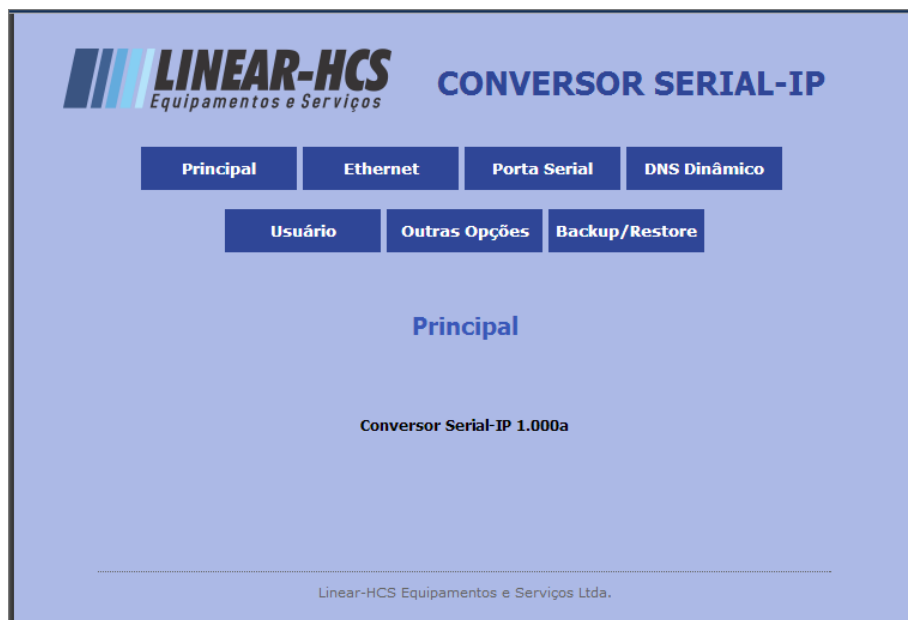 LINEAR-HCS
Equipamentos e Serviços
CONVERSOR SERIAL-IP
Principal Ethernet Porta Serial DNS Dinâmico
Usuário Outras Opções Backup/Restore
Principal
Conversor Serial-IP 1.000a
Linear-HCS Equipamentos e Serviços Ltda.